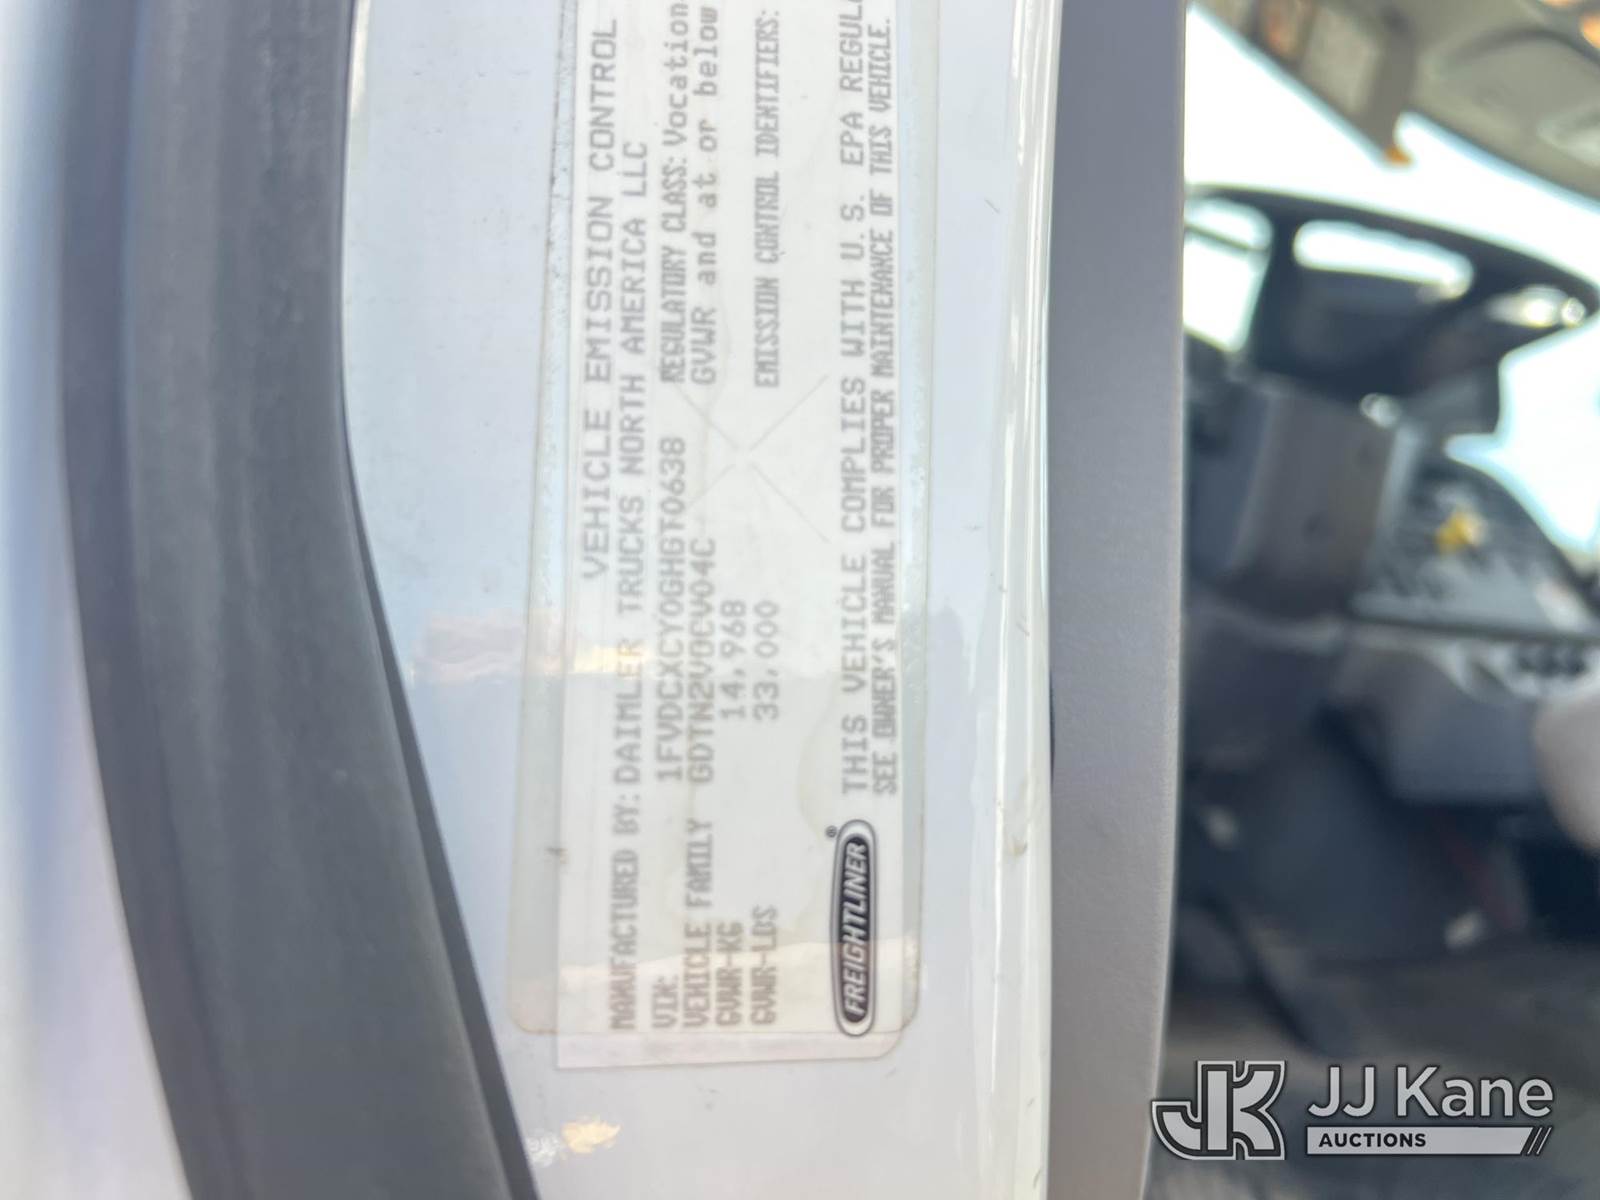 VEHICLE EMISSION CONTROL
MANUFACTURED BY: DAIMLER TRUCKS NORTH AMERICA LLC
VIN: 1FVDCXCY0GHGT0638 REGULATORY CLASS: Vocation
VEHICLE FAMILY GDTN2VOCV04C GVWR and at or below
GVWR-KG 14,968
GVWR-LBS 33,000 EMISSION CONTROL IDENTIFIERS:
THIS VEHICLE COMPLIES WITH U.S. EPA REGUL
SEE OWNER'S MANUAL FOR PROPER MAINTENANCE OF THIS VEHICLE.
FREIGHTLINER®
JK JJ Kane
AUCTIONS